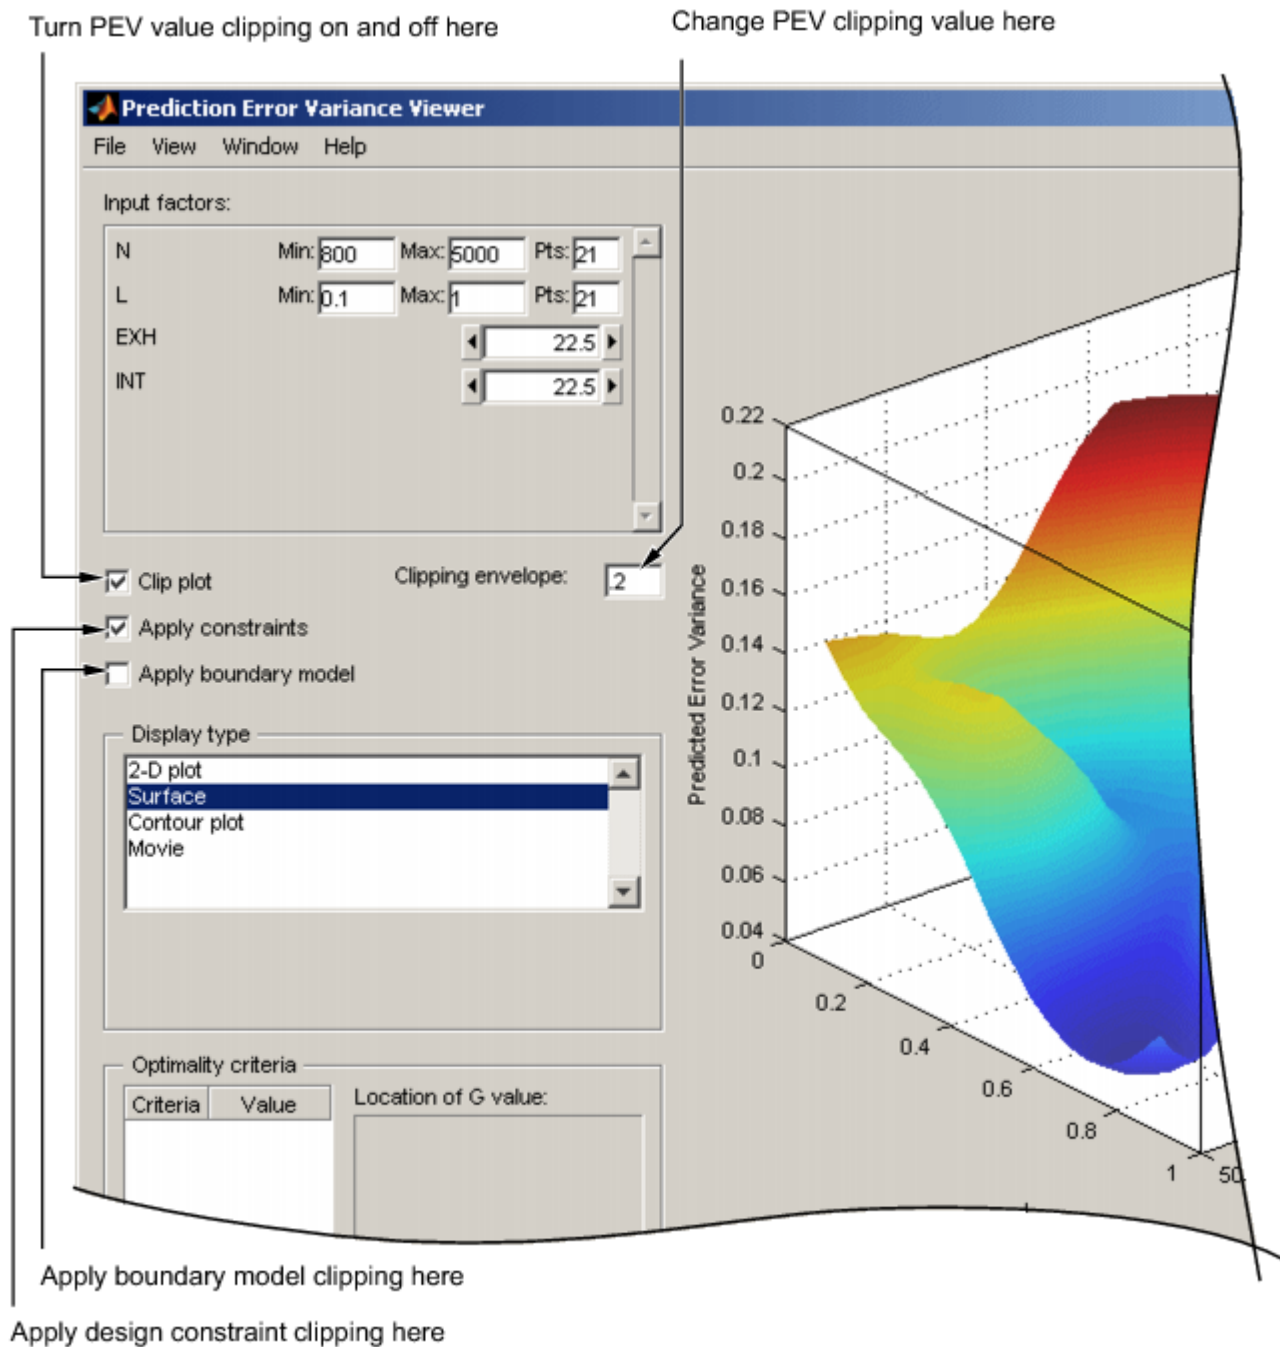 Turn PEV value clipping on and off here
Change PEV clipping value here
Prediction Error Variance Viewer
File View Window Help
Input factors:
N Min: 800 Max: 5000 Pts: 21
L Min: 0.1 Max: 1 Pts: 21
EXH 22.5
INT 22.5
Clip plot Clipping envelope: .2
Apply constraints
Apply boundary model
Display type
2-D plot
Surface
Contour plot
Movie
Optimality criteria
Criteria Value
Location of G value:
Predicted Error Variance
0.22
0.2
0.18
0.16
0.14
0.12
0.1
0.08
0.06
0.04
0
0.2
0.4
0.6
0.8
1
50
Apply boundary model clipping here
Apply design constraint clipping here